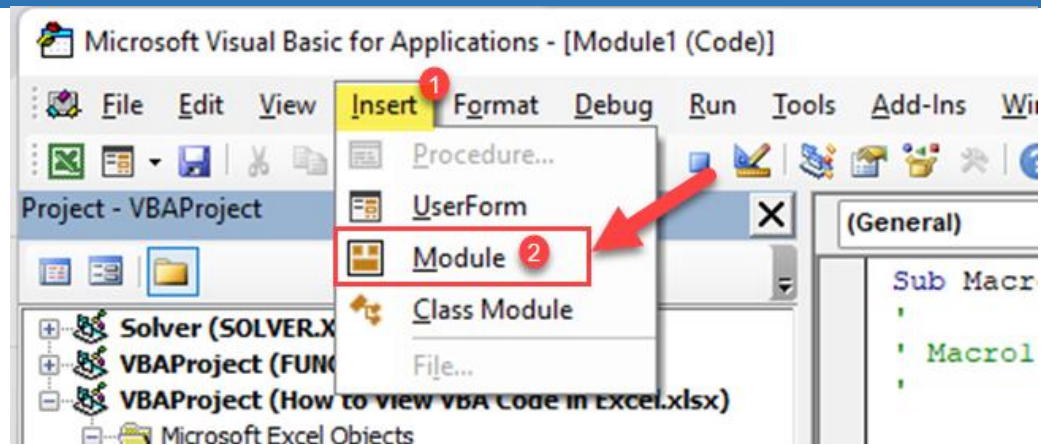 Microsoft Visual Basic for Applications - [Module1 (Code)]
File Edit View Insert 1 Format Debug Run Tools Add-Ins
Procedure...
Project - VBAProject UserForm (General)
Module 2 Sub
Class Module '
Solver (SOLVER.X ' Macro1
VBAProject (FUNC File... '
VBAProject (How to View VBA Code in Excel.xlsx)
Microsoft Excel Objects